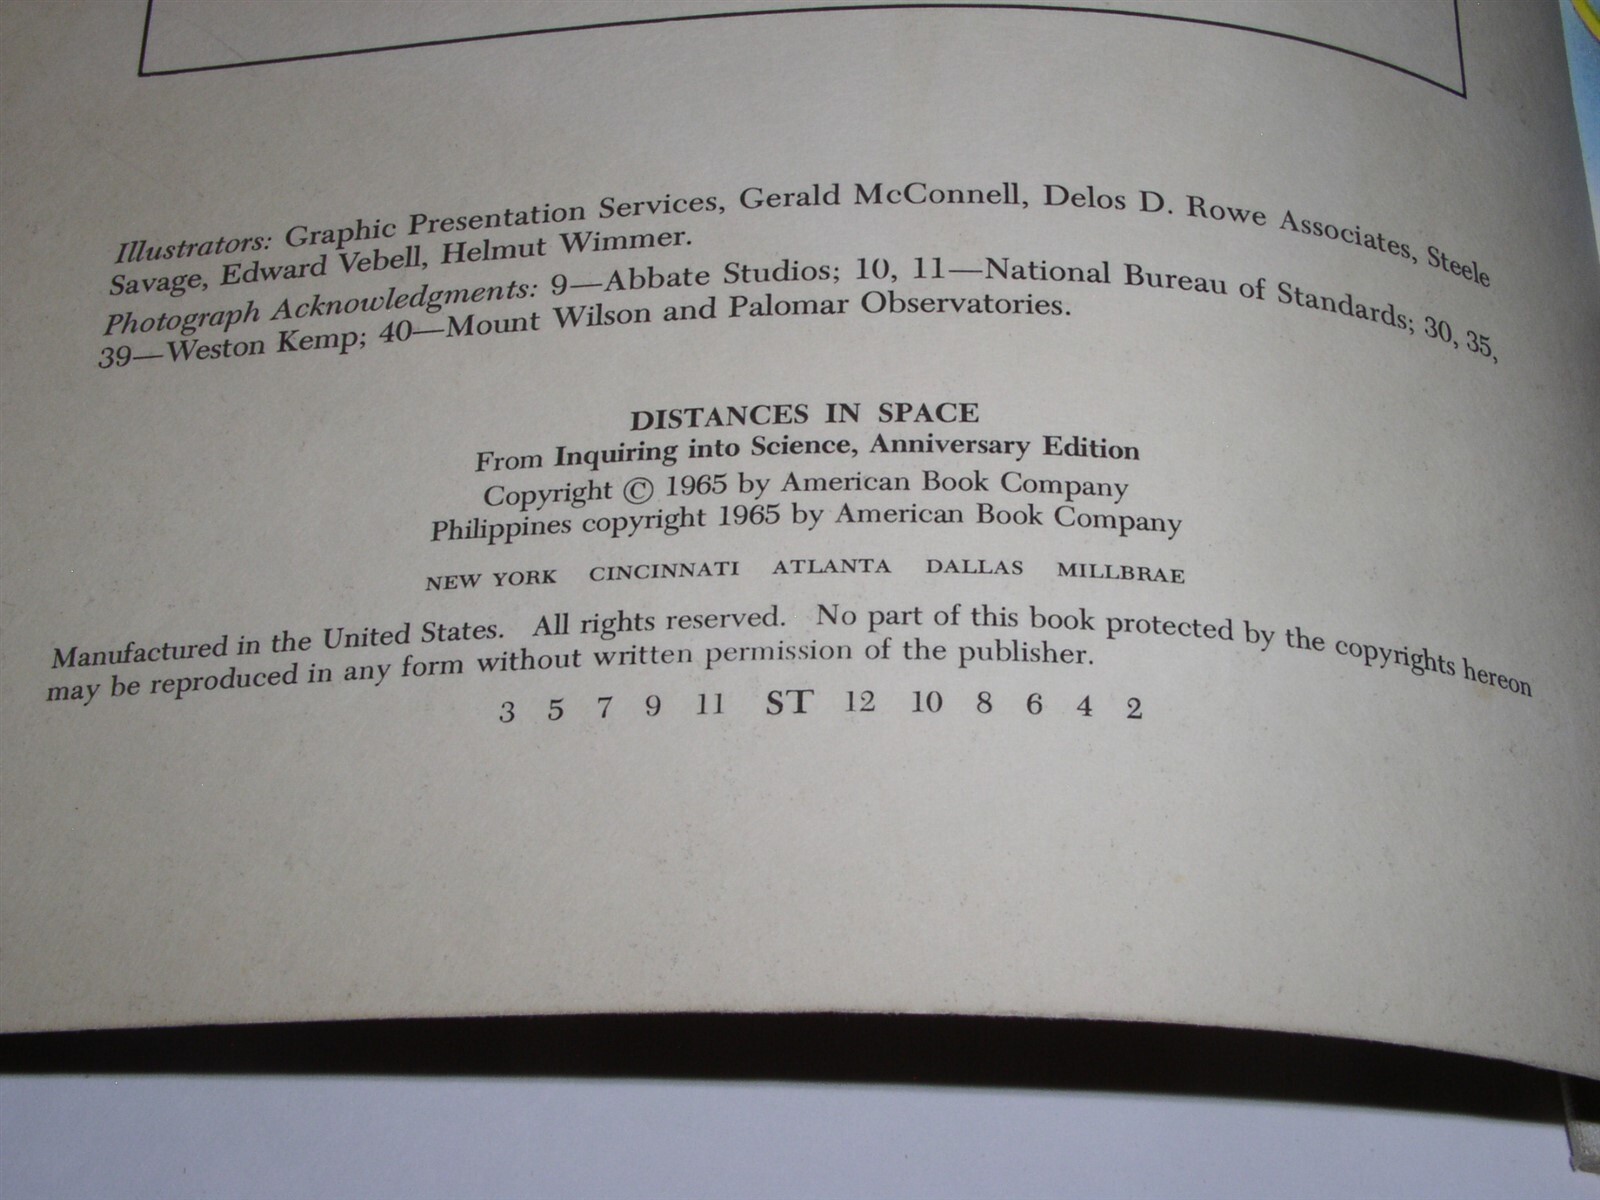 Illustrators: Graphic Presentation Services, Gerald McConnell, Delos D. Rowe Associates, Steele
Savage, Edward Vebell, Helmut Wimmer.
Photograph Acknowledgments: 9—Abbate Studios; 10, 11—National Bureau of Standards; 30, 35,
39—Weston Kemp; 40—Mount Wilson and Palomar Observatories.
DISTANCES IN SPACE
From Inquiring into Science, Anniversary Edition
Copyright © 1965 by American Book Company
Philippines copyright 1965 by American Book Company
NEW YORK CINCINNATI ATLANTA DALLAS MILLBRAE
Manufactured in the United States. All rights reserved. No part of this book protected by the copyrights hereon
may be reproduced in any form without written permission of the publisher.
3 5 7 9 11 ST 12 10 8 6 4 2